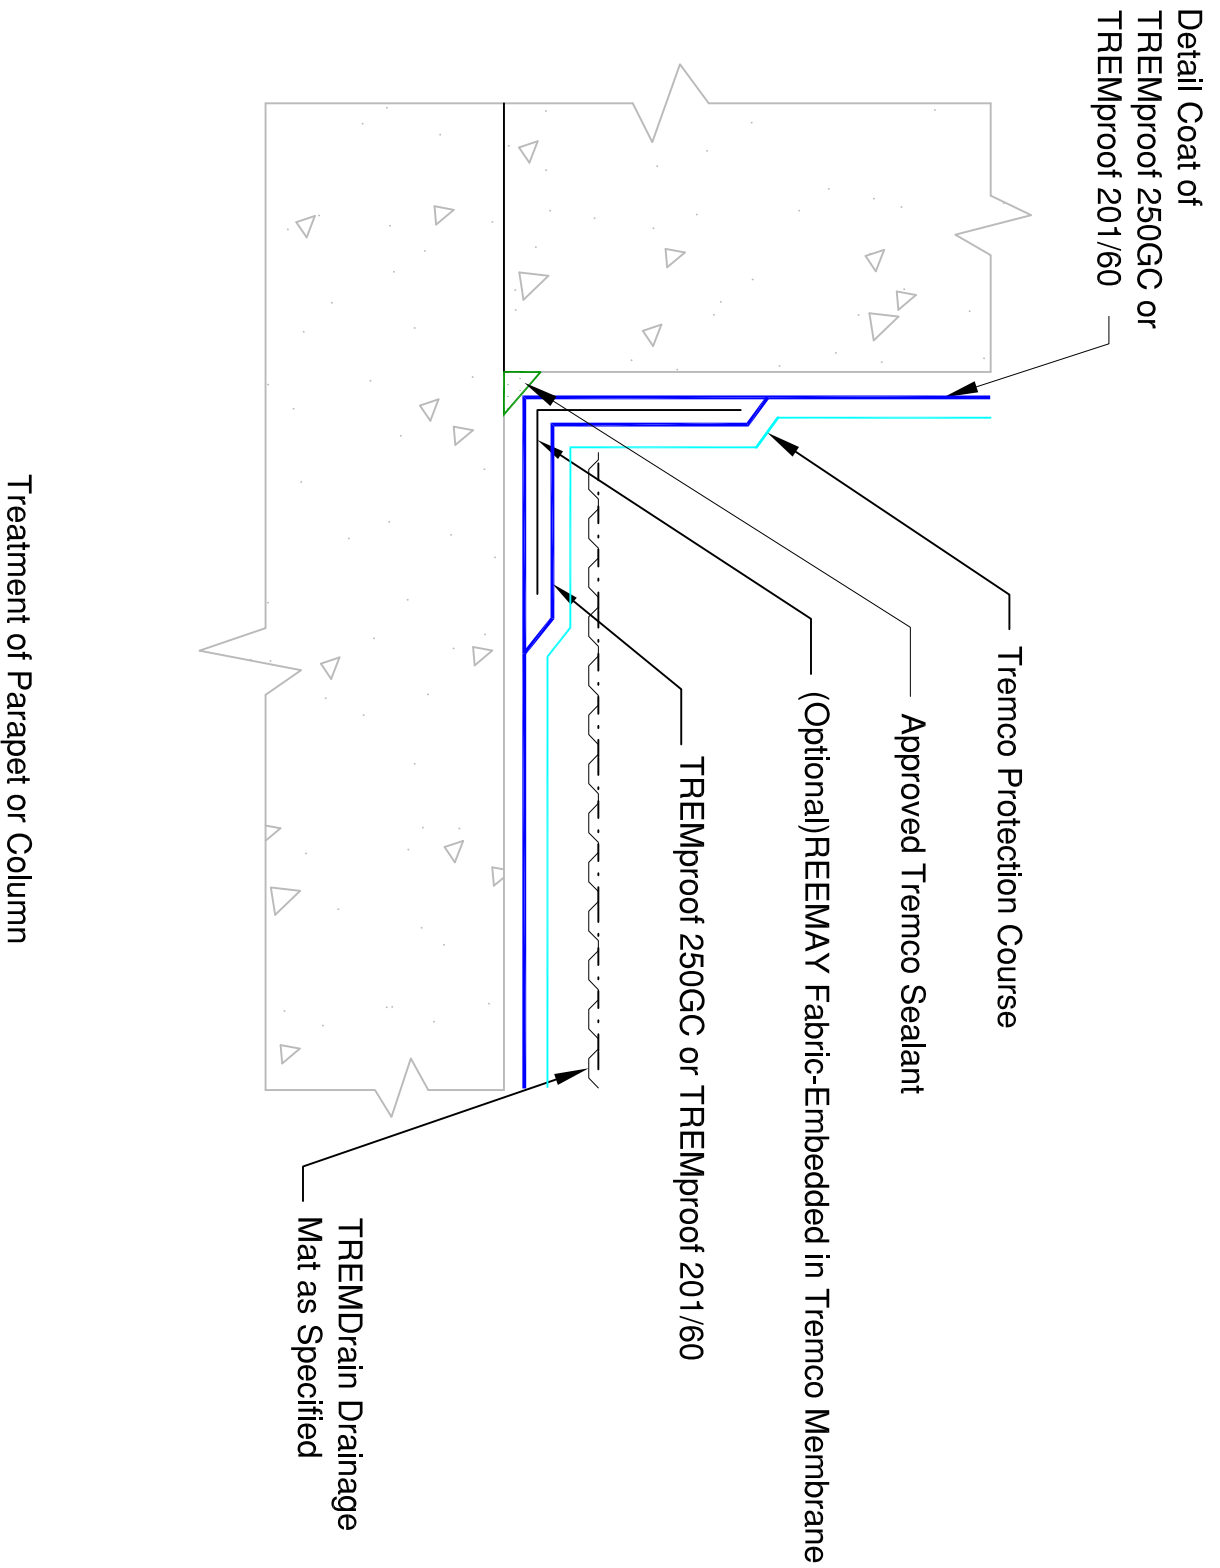 Detail Coat of
TREMproof 250GC or
TREMproof 201/60
Tremco Protection Course
Approved Tremco Sealant
(Optional)REEMAY Fabric-Embedded in Tremco Membrane
TREMproof 250GC or TREMproof 201/60
TREMDrain Drainage
Mat as Specified
Treatment of Parapet or Column